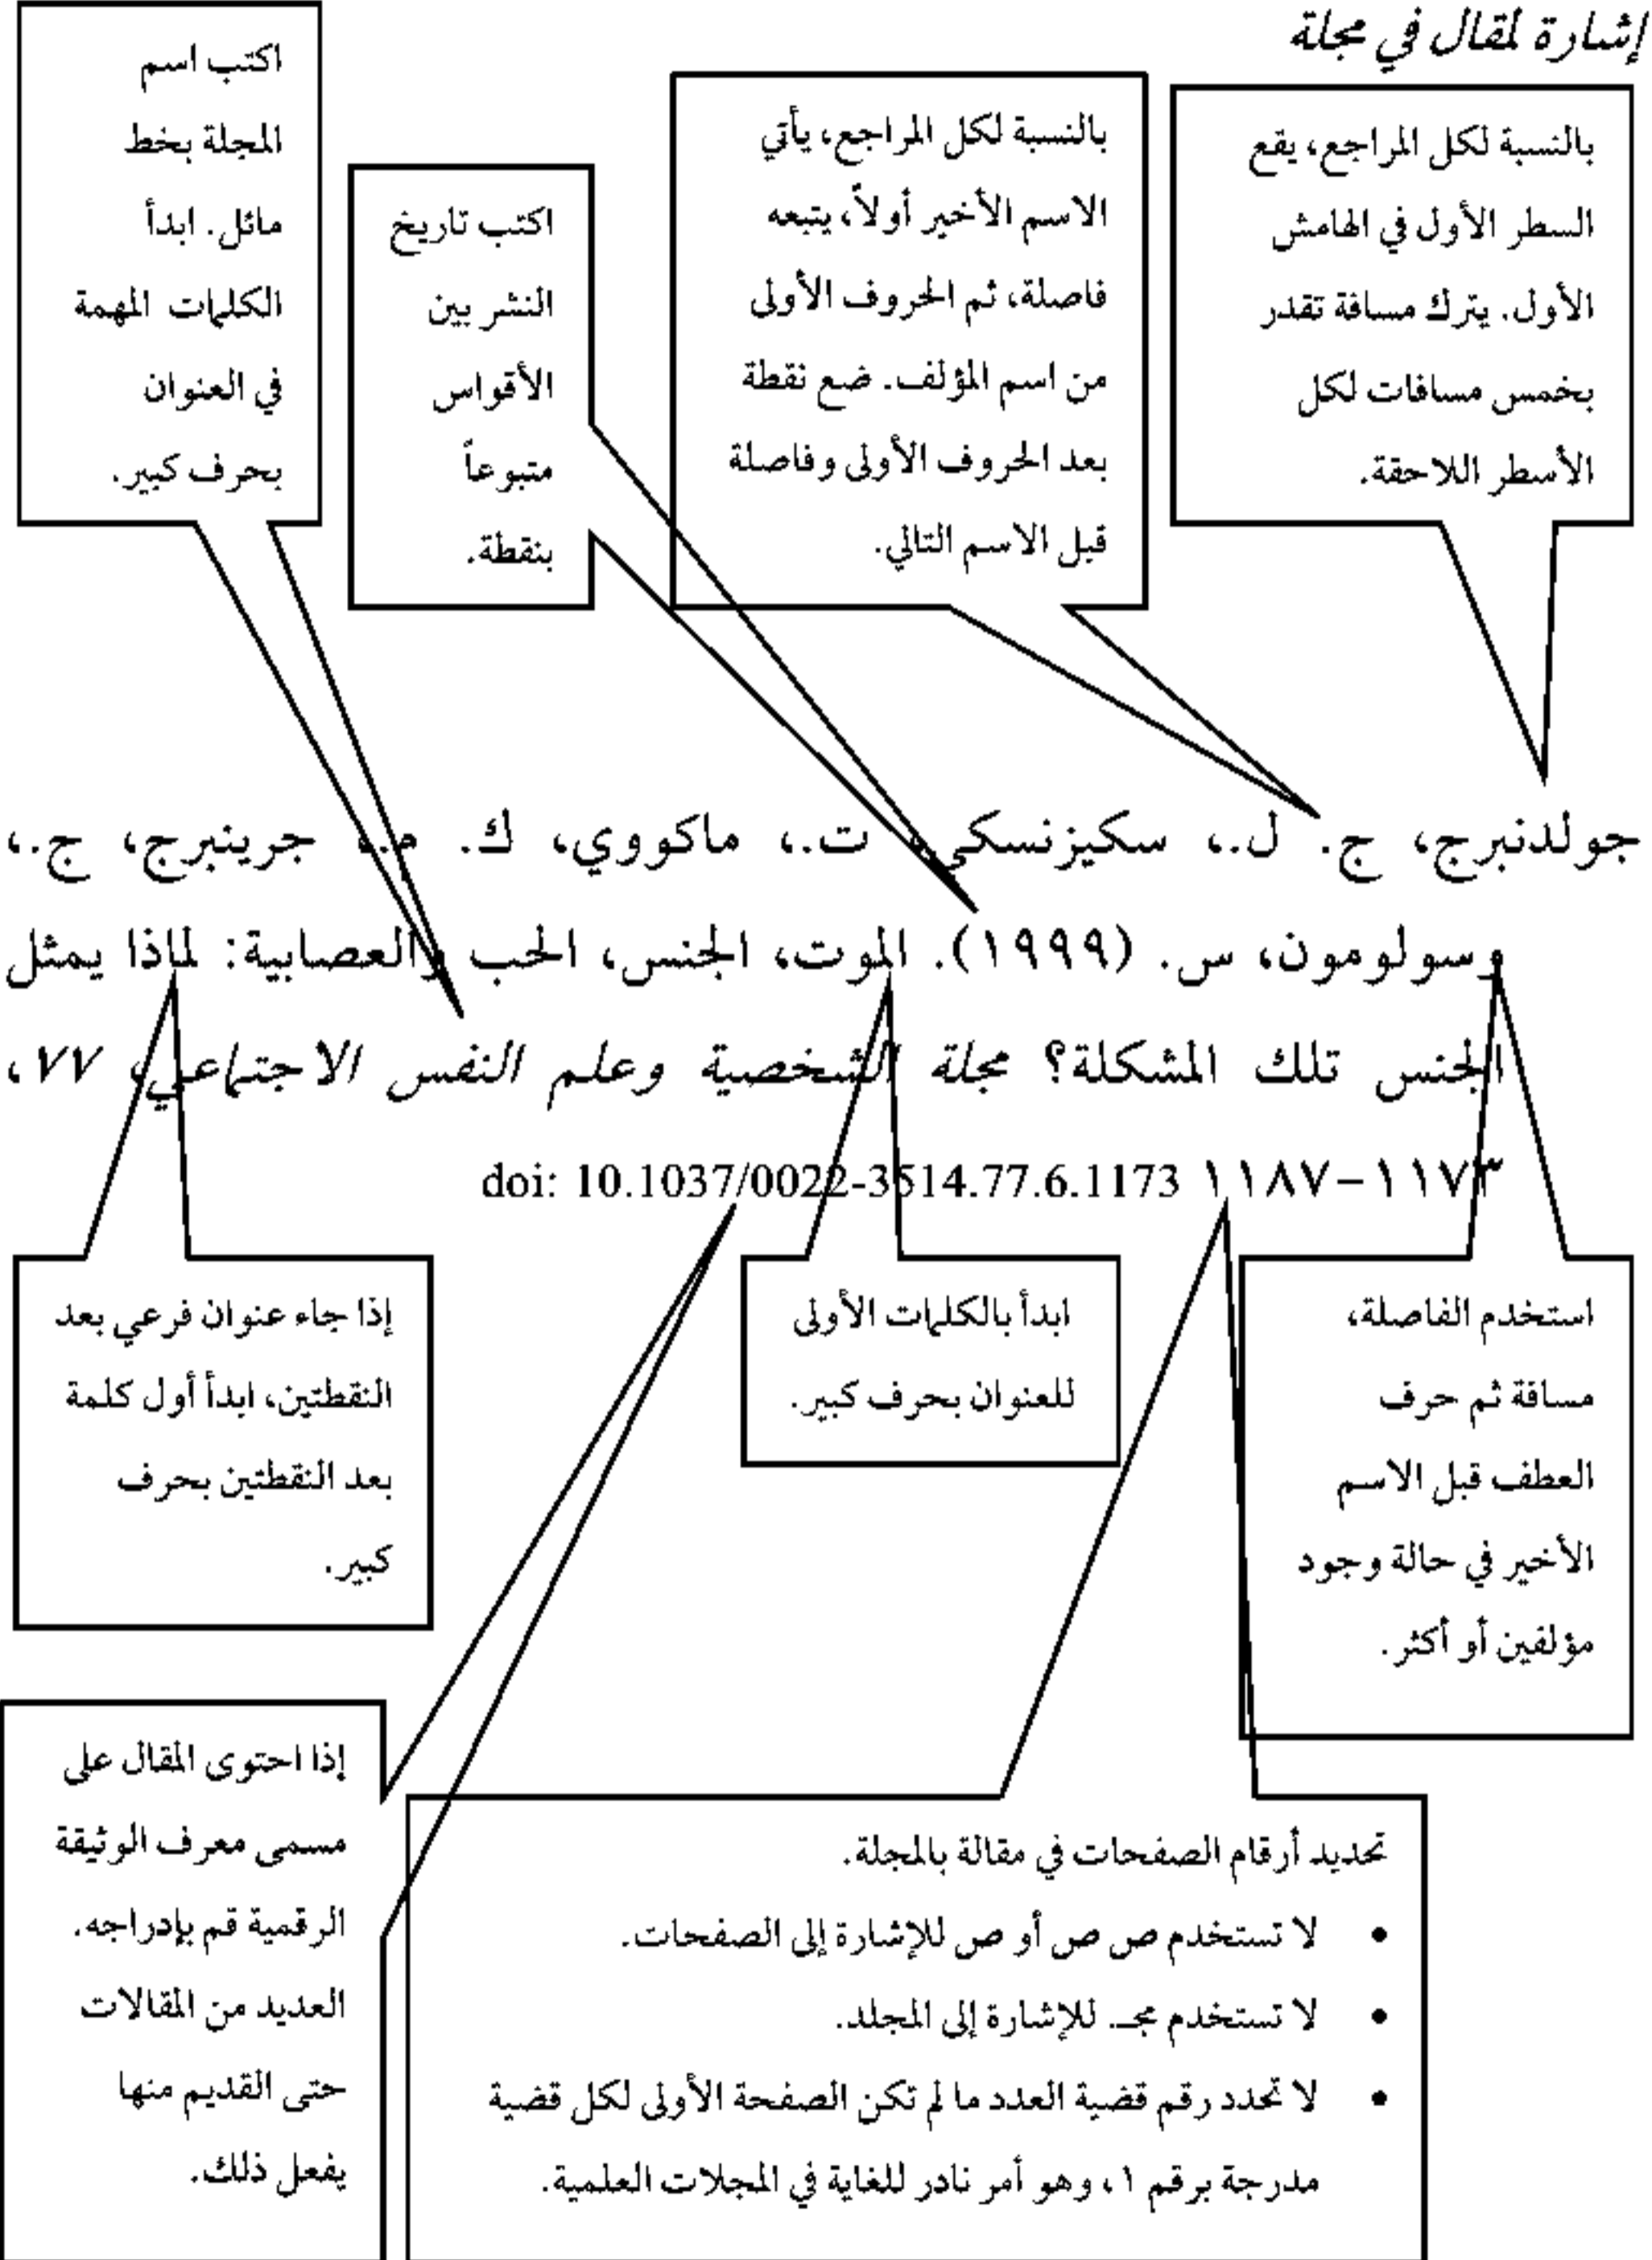 إشارة لمقال في مجلة
بالنسبة لكل المراجع، يقع
السطر الأول في الهامش
الأول. يترك مسافة تقدر
بخمس مسافات لكل
الأسطر اللاحقة.
بالنسبة لكل المراجع، يأتي
الاسم الأخير أولاً، يتبعه
فاصلة، ثم الحروف الأولى
من اسم المؤلف. ضع نقطة
بعد الحروف الأولى وفاصلة
قبل الاسم التالي.
اكتب تاريخ
النشر بين
الأقواس
متبوعاً
بنقطة.
اكتب اسم
المجلة بخط
مائل. ابدأ
الكلمات المهمة
في العنوان
بحرف كبير.
جولدنبرج، ج. ل.، سكيزنسكي، ت.، ماكووي، ك. م.، جرينبرج، ج.،
وسولومون، س. (١٩٩٩). الموت، الجنس، الحب والعصابية: لماذا يمثل
الجنس تلك المشكلة؟ مجلة الشخصية وعلم النفس الاجتماعي، ٧٧،
١١٧٣-١١٨٧ doi: 10.1037/0022-3514.77.6.1173
استخدم الفاصلة،
مسافة ثم حرف
العطف قبل الاسم
الأخير في حالة وجود
مؤلفين أو أكثر.
ابدأ بالكلمات الأولى
للعنوان بحرف كبير.
إذا جاء عنوان فرعي بعد
النقطتين، ابدأ أول كلمة
بعد النقطتين بحرف
كبير.
تحديد أرقام الصفحات في مقالة بالمجلة.
• لا تستخدم ص ص أو ص للإشارة إلى الصفحات.
• لا تستخدم مجـ. للإشارة إلى المجلد.
• لا تحدد رقم قضية العدد ما لم تكن الصفحة الأولى لكل قضية
مدرجة برقم ١، وهو أمر نادر للغاية في المجلات العلمية.
إذا احتوى المقال على
مسمى معرف الوثيقة
الرقمية قم بإدراجه.
العديد من المقالات
حتى القديم منها
يفعل ذلك.